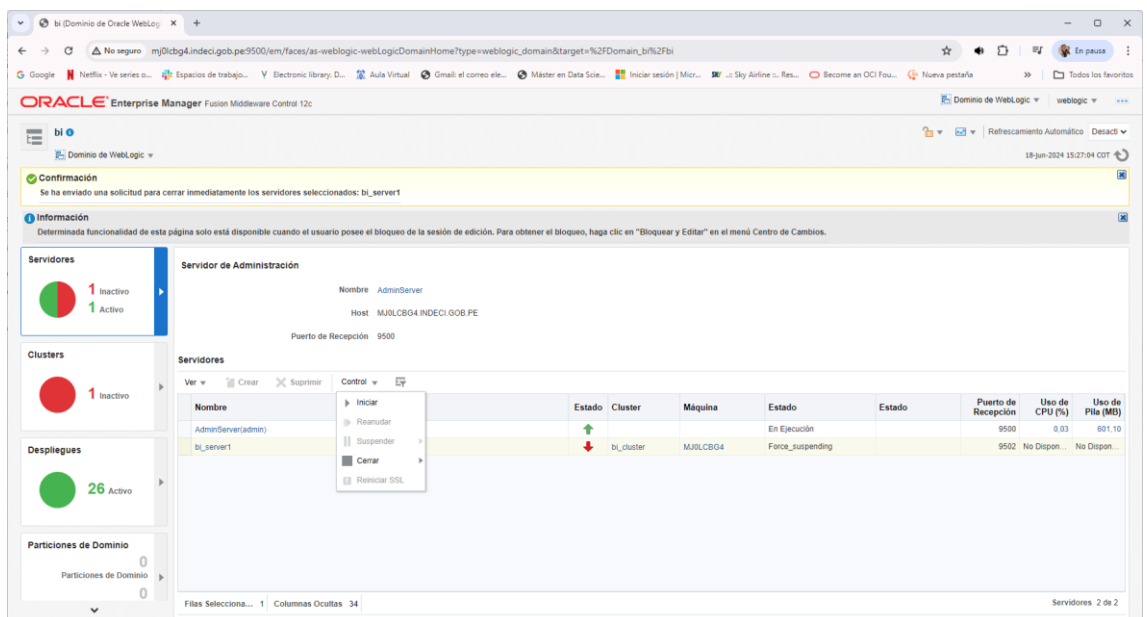 bi (Dominio de Oracle WebLogi
No seguro mj0lcbg4.indeci.gob.pe:9500/em/faces/as-weblogic-webLogicDomainHome?type=weblogic_domain&target=%2FDomain_bi%2Fbi
En pausa
Google Netflix - Ve series o... Espacios de trabajo... Electronic library. D... Aula Virtual Gmail: el correo ele... Máster en Data Scie... Iniciar sesión | Micr... ..:: Sky Airline ::.. Res... Become an OCI Fou... Nueva pestaña » Todos los favoritos
ORACLE Enterprise Manager Fusion Middleware Control 12c
Dominio de WebLogic weblogic
bi
Refrescamiento Automático Desacti
Dominio de WebLogic
18-jun-2024 15:27:04 COT
Confirmación
Se ha enviado una solicitud para cerrar inmediatamente los servidores seleccionados: bi_server1
Información
Determinada funcionalidad de esta página solo está disponible cuando el usuario posee el bloqueo de la sesión de edición. Para obtener el bloqueo, haga clic en "Bloquear y Editar" en el menú Centro de Cambios.
Servidores
1 Inactivo
1 Activo
Clusters
1 Inactivo
Despliegues
26 Activo
Particiones de Dominio
0
Particiones de Dominio
0
Servidor de Administración
Nombre AdminServer
Host MJ0LCBG4.INDECI.GOB.PE
Puerto de Recepción 9500
Servidores
Ver Crear Suprimir Control
Iniciar
Reanudar
Suspender
Cerrar
Reiniciar SSL
Nombre Estado Cluster Máquina Estado Estado Puerto de Recepción Uso de CPU (%) Uso de Pila (MB)
AdminServer(admin) En Ejecución 9500 0,03 601,10
bi_server1 bi_cluster MJ0LCBG4 Force_suspending 9502 No Dispon... No Dispon...
Filas Selecciona... 1 Columnas Ocultas 34
Servidores 2 de 2